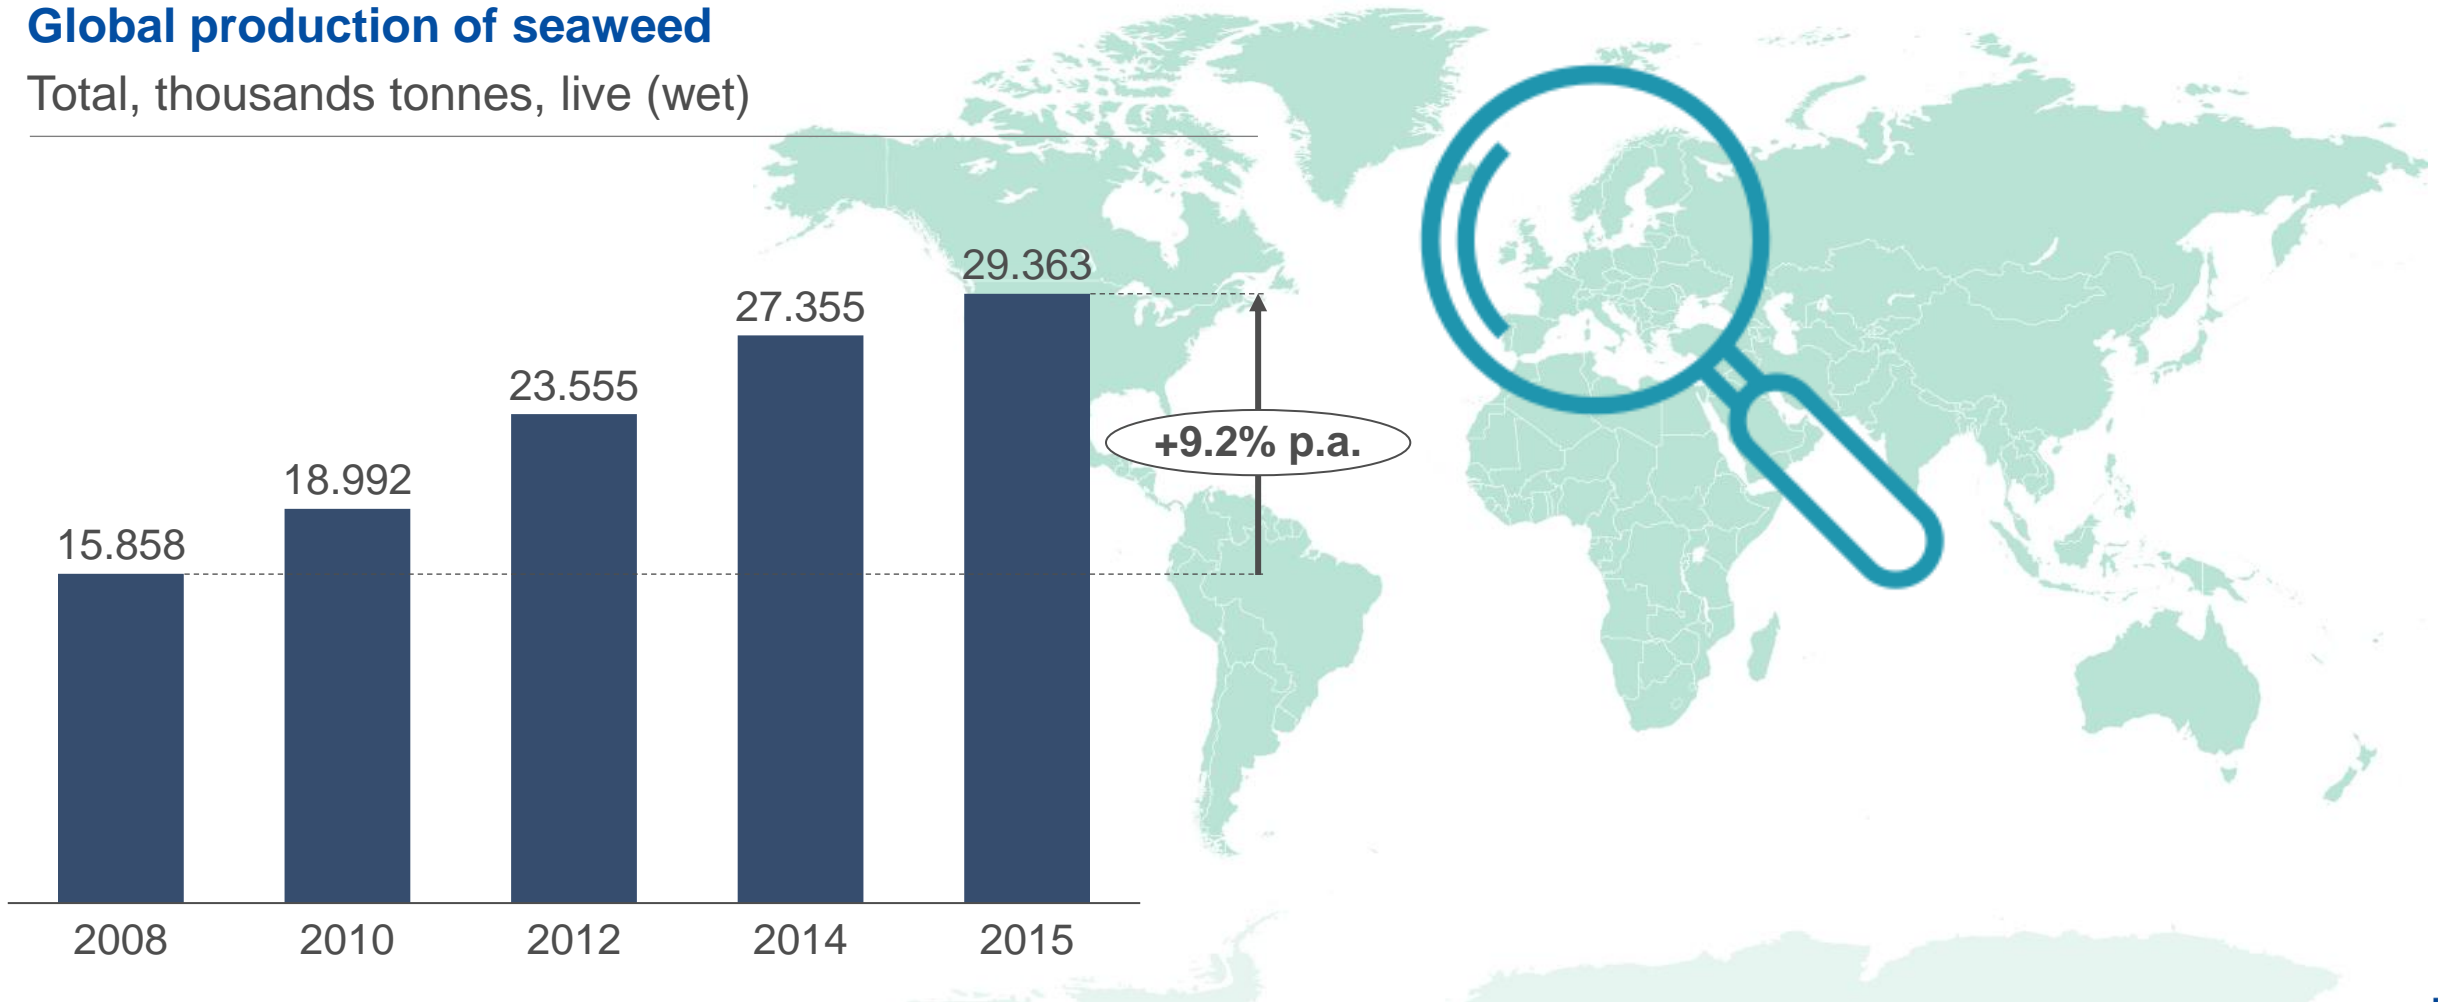 Global production of seaweed
Total, thousands tonnes, live (wet)
29.363
27.355
23.555
+9.2% p.a.
18.992
15.858
2008 2010 2012 2014 2015